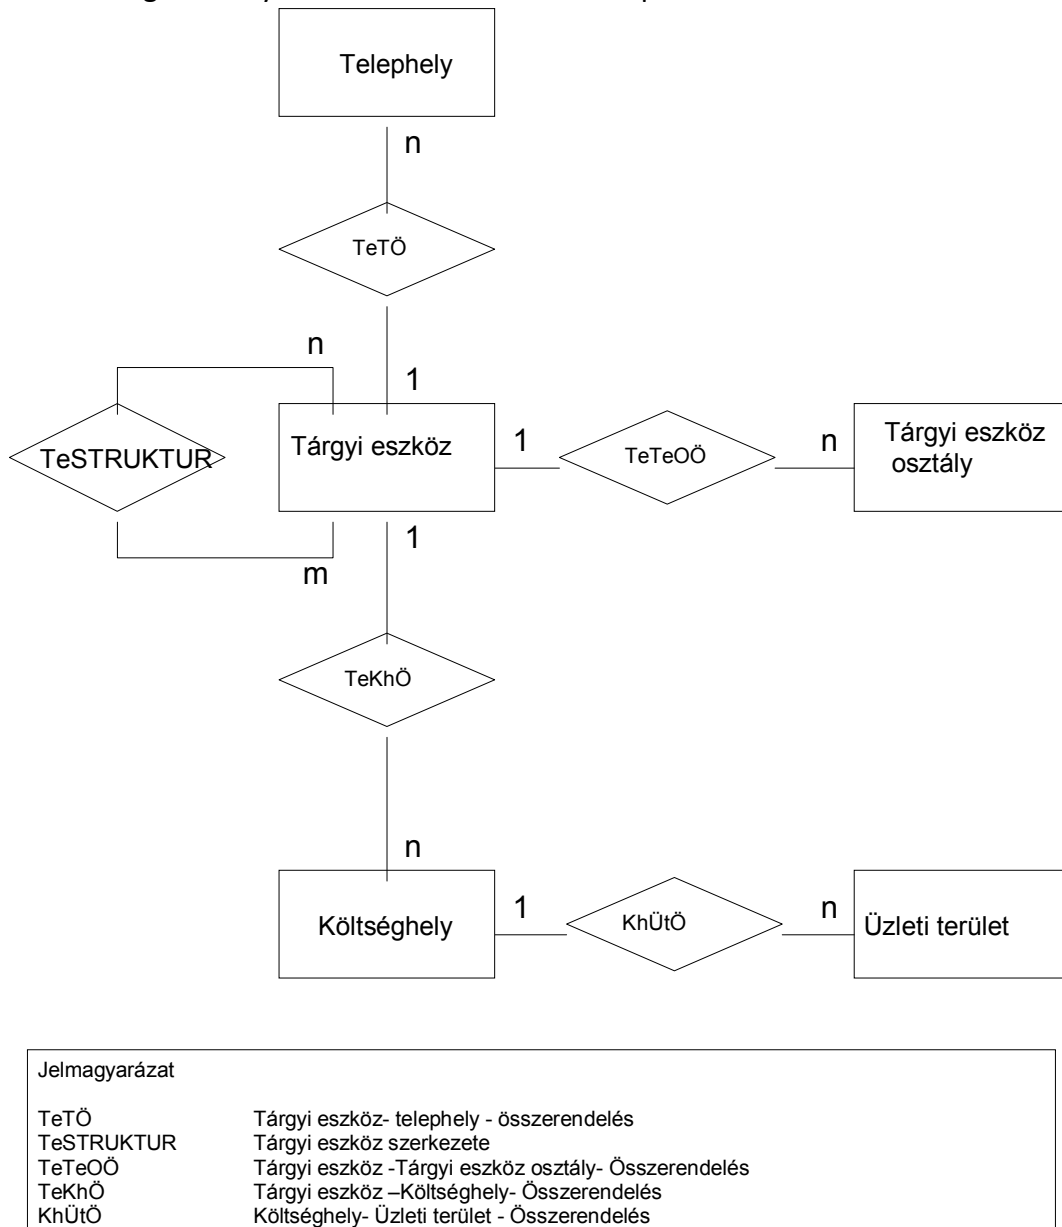 Telephely
n
TeTÖ
n
1
TeSTRUKTUR
Tárgyi eszköz
1
TeTeOÖ
n
Tárgyi eszköz
osztály
1
m
TeKhÖ
n
Költséghely
1
KhÜtÖ
n
Üzleti terület
Jelmagyarázat
TeTÖ Tárgyi eszköz- telephely - összerendelés
TeSTRUKTUR Tárgyi eszköz szerkezete
TeTeOÖ Tárgyi eszköz -Tárgyi eszköz osztály- Összerendelés
TeKhÖ Tárgyi eszköz –Költséghely- Összerendelés
KhÜtÖ Költséghely- Üzleti terület - Összerendelés